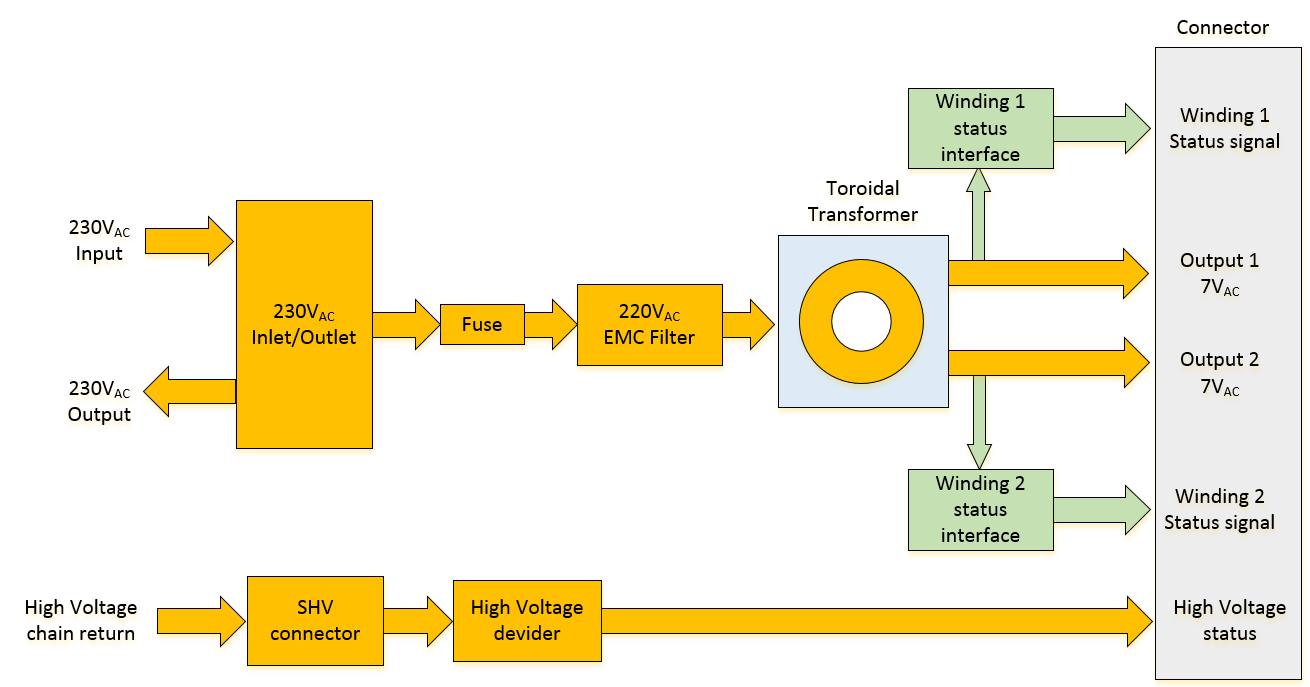 Connector
Winding 1
status
interface
Winding 1
Status signal
Toroidal
Transformer
230VAC
Input
230VAC
Inlet/Outlet
Fuse
220VAC
EMC Filter
Output 1
7VAC
Output 2
7VAC
230VAC
Output
Winding 2
status
interface
Winding 2
Status signal
High Voltage
chain return
SHV
connector
High Voltage
devider
High Voltage
status